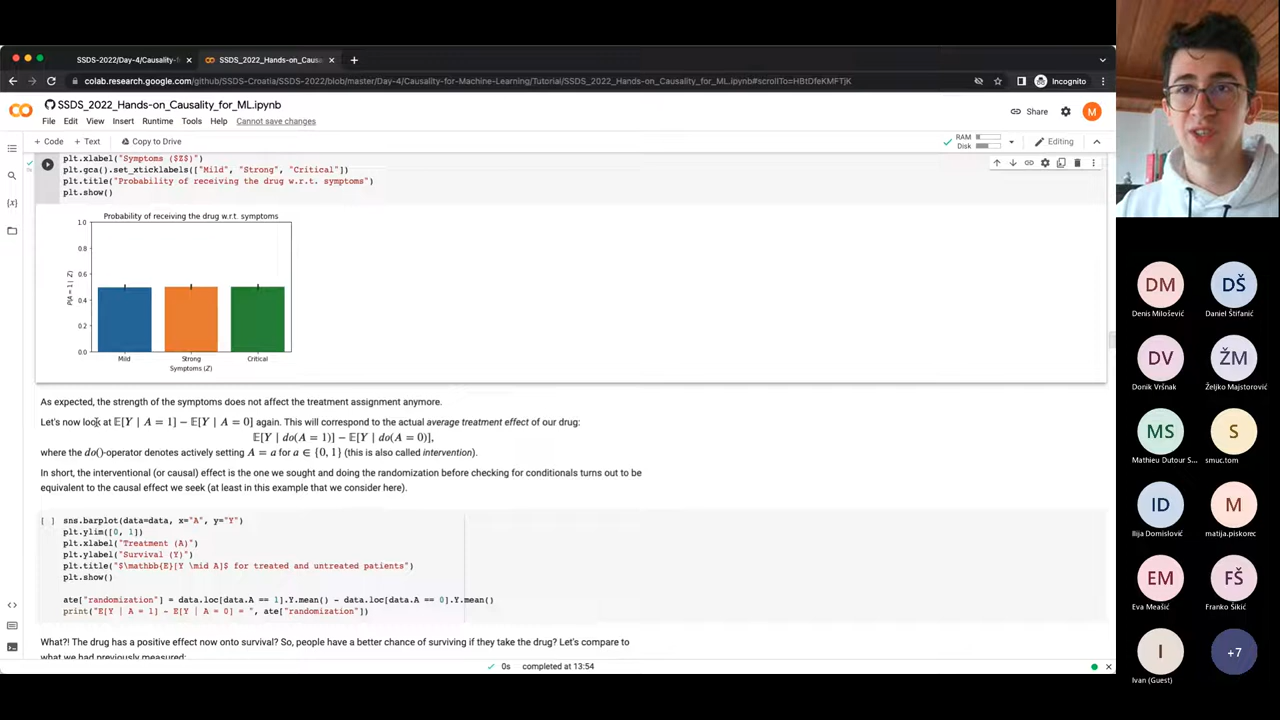 SSDS-2022/Day-4/Causality-f
SSDS_2022_Hands-on_Causa
colab.research.google.com/github/SSDS-Croatia/SSDS-2022/blob/master/Day-4/Causality-for-Machine-Learning/Tutorial/SSDS_2022_Hands-on_Causality_for_ML.ipynb#scrollTo=HBtDfeKMFTjK
Incognito
SSDS_2022_Hands-on_Causality_for_ML.ipynb
Share
M
File Edit View Insert Runtime Tools Help Cannot save changes
+ Code + Text Copy to Drive
RAM
Disk
Editing
plt.xlabel("Symptoms ($Z$)")
plt.gca().set_xticklabels(["Mild", "Strong", "Critical"])
plt.title("Probability of receiving the drug w.r.t. symptoms")
plt.show()
Probability of receiving the drug w.r.t. symptoms
1.0
0.8
0.6
0.4
0.2
0.0
P(A = 1 | Z)
Mild Strong Critical
Symptoms (Z)
As expected, the strength of the symptoms does not affect the treatment assignment anymore.
Let's now look at 𝔼[Y | A = 1] − 𝔼[Y | A = 0] again. This will correspond to the actual average treatment effect of our drug:
𝔼[Y | do(A = 1)] − 𝔼[Y | do(A = 0)],
where the do()-operator denotes actively setting A = a for a ∈ {0, 1} (this is also called intervention).
In short, the interventional (or causal) effect is the one we sought and doing the randomization before checking for conditionals turns out to be
equivalent to the causal effect we seek (at least in this example that we consider here).
[ ] sns.barplot(data=data, x="A", y="Y")
plt.ylim([0, 1])
plt.xlabel("Treatment (A)")
plt.ylabel("Survival (Y)")
plt.title("$\mathbb{E}[Y \mid A]$ for treated and untreated patients")
plt.show()
ate["randomization"] = data.loc[data.A == 1].Y.mean() - data.loc[data.A == 0].Y.mean()
print("E[Y | A = 1] - E[Y | A = 0] = ", ate["randomization"])
What?! The drug has a positive effect now onto survival? So, people have a better chance of surviving if they take the drug? Let's compare to
what we had previously measured:
0s completed at 13:54
DM
Denis Milošević
DŠ
Daniel Štifanić
DV
Donik Vršnak
ŽM
Željko Majstorović
MS
Mathieu Dutour S...
S
smuc.tom
ID
Ilija Domislović
M
matija.piskorec
EM
Eva Meašić
FŠ
Franko Šikić
I
Ivan (Guest)
+7